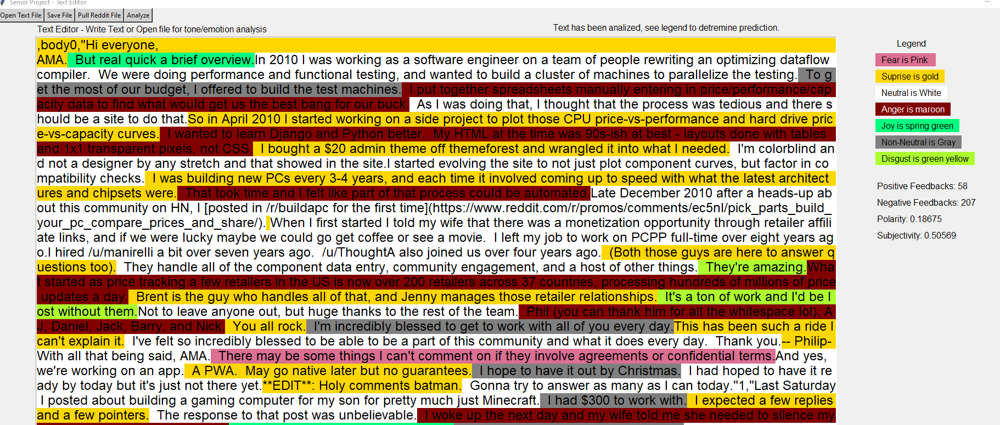 Senior Project - Text Editor
Open Text File Save File Pull Reddit File Analyze
Text Editor - Write Text or Open file for tone/emotion analysis
Text has been analized, see legend to detremine prediction.
,body0,"Hi everyone,
AMA.  But real quick a brief overview.In 2010 I was working as a software engineer on a team of people rewriting an optimizing dataflow
compiler.  We were doing performance and functional testing, and wanted to build a cluster of machines to parallelize the testing.  To g
et the most of our budget, I offered to build the test machines.  I put together spreadsheets manually entering in price/performance/cap
acity data to find what would get us the best bang for our buck.  As I was doing that, I thought that the process was tedious and there s
hould be a site to do that.So in April 2010 I started working on a side project to plot those CPU price-vs-performance and hard drive pric
e-vs-capacity curves.  I wanted to learn Django and Python better.  My HTML at the time was 90s-ish at best - layouts done with tables
and 1x1 transparent pixels, not CSS.  I bought a $20 admin theme off themeforest and wrangled it into what I needed.  I'm colorblind an
d not a designer by any stretch and that showed in the site.I started evolving the site to not just plot component curves, but factor in co
mpatibility checks.  I was building new PCs every 3-4 years, and each time it involved coming up to speed with what the latest architect
ures and chipsets were.  That took time and I felt like part of that process could be automated.Late December 2010 after a heads-up ab
out this community on HN, I [posted in /r/buildapc for the first time](https://www.reddit.com/r/promos/comments/ec5nl/pick_parts_build_
your_pc_compare_prices_and_share/). When I first started I told my wife that there was a monetization opportunity through retailer affili
ate links, and if we were lucky maybe we could go get coffee or see a movie.  I left my job to work on PCPP full-time over eight years ag
o.I hired /u/manirelli a bit over seven years ago.  /u/ThoughtA also joined us over four years ago.  (Both those guys are here to answer q
uestions too).  They handle all of the component data entry, community engagement, and a host of other things.  They're amazing.Wha
t started as price tracking a few retailers in the US is now over 200 retailers across 37 countries, processing hundreds of millions of price
updates a day.  Brent is the guy who handles all of that, and Jenny manages those retailer relationships.  It's a ton of work and I'd be l
ost without them.Not to leave anyone out, but huge thanks to the rest of the team.  Phil (you can thank him for all the whitespace lol), A
J, Daniel, Jack, Barry, and Nick.  You all rock.  I'm incredibly blessed to get to work with all of you every day.This has been such a ride I
can't explain it.  I've felt so incredibly blessed to be able to be a part of this community and what it does every day.  Thank you.-- Philip-
With all that being said, AMA.  There may be some things I can't comment on if they involve agreements or confidential terms.And yes,
we're working on an app.  A PWA.  May go native later but no guarantees.  I hope to have it out by Christmas.  I had hoped to have it re
ady by today but it's just not there yet.**EDIT**: Holy comments batman.  Gonna try to answer as many as I can today."1,"Last Saturday
I posted about building a gaming computer for my son for pretty much just Minecraft.  I had $300 to work with.  I expected a few replies
and a few pointers.  The response to that post was unbelievable.  I woke up the next day and my wife told me she needed to silence my
Legend
Fear is Pink
Suprise is gold
Neutral is White
Anger is maroon
Joy is spring green
Non-Neutral is Gray
Disgust is green yellow
Positive Feedbacks: 58
Negative Feedbacks: 207
Polarity: 0.18675
Subjectivity: 0.50569